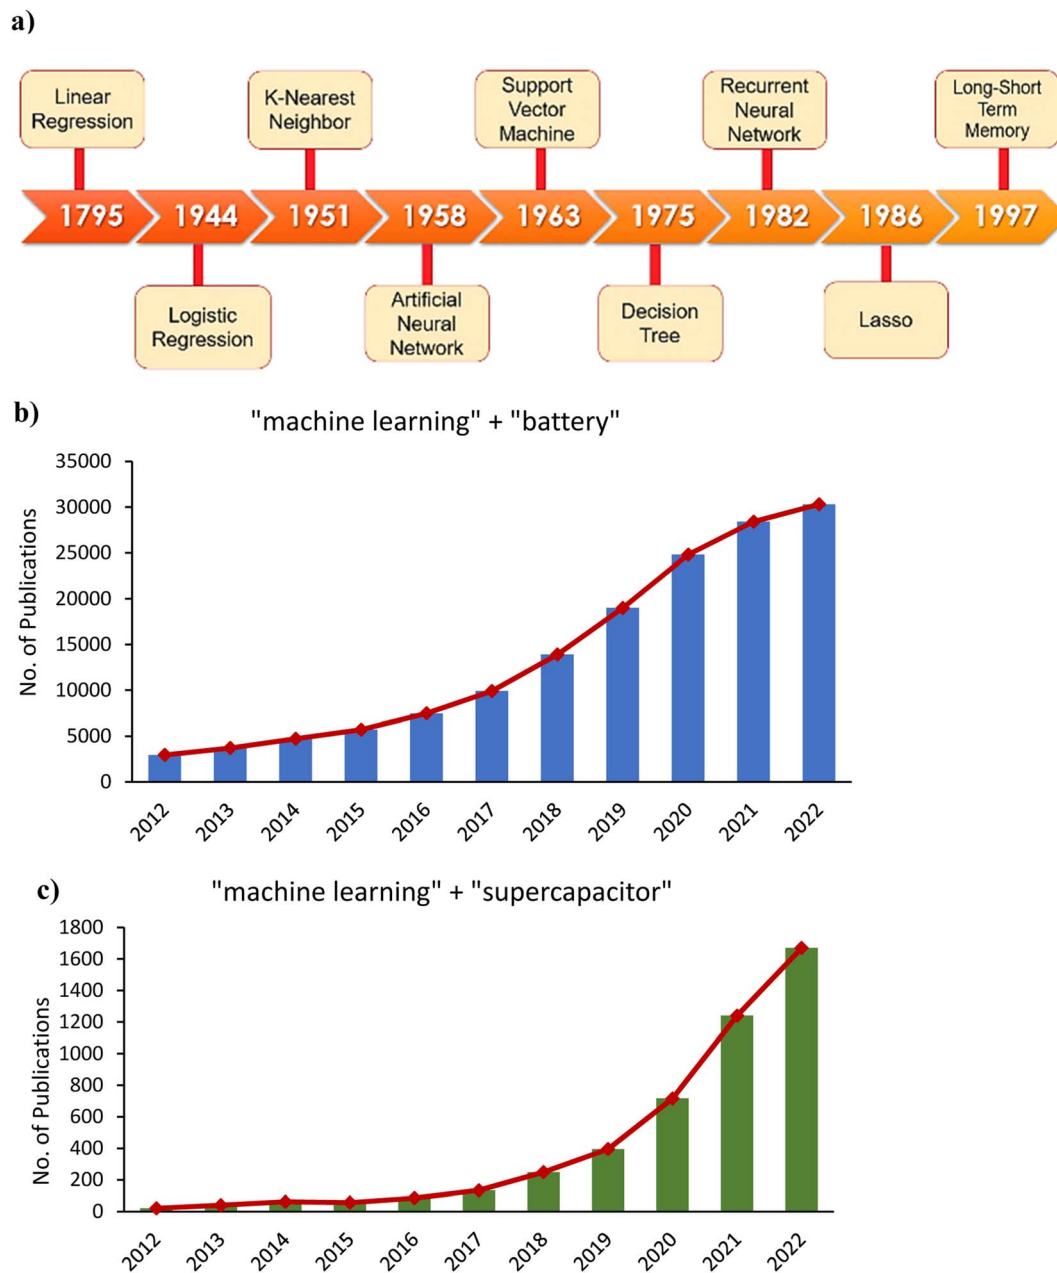 a)
Linear
Regression
K-Nearest
Neighbor
Support
Vector
Machine
Recurrent
Neural
Network
Long-Short
Term
Memory
1795 1944 1951 1958 1963 1975 1982 1986 1997
Logistic
Regression
Artificial
Neural
Network
Decision
Tree
Lasso
b)
"machine learning" + "battery"
No. of Publications
35000
30000
25000
20000
15000
10000
5000
0
2012 2013 2014 2015 2016 2017 2018 2019 2020 2021 2022
c)
"machine learning" + "supercapacitor"
No. of Publications
1800
1600
1400
1200
1000
800
600
400
200
0
2012 2013 2014 2015 2016 2017 2018 2019 2020 2021 2022